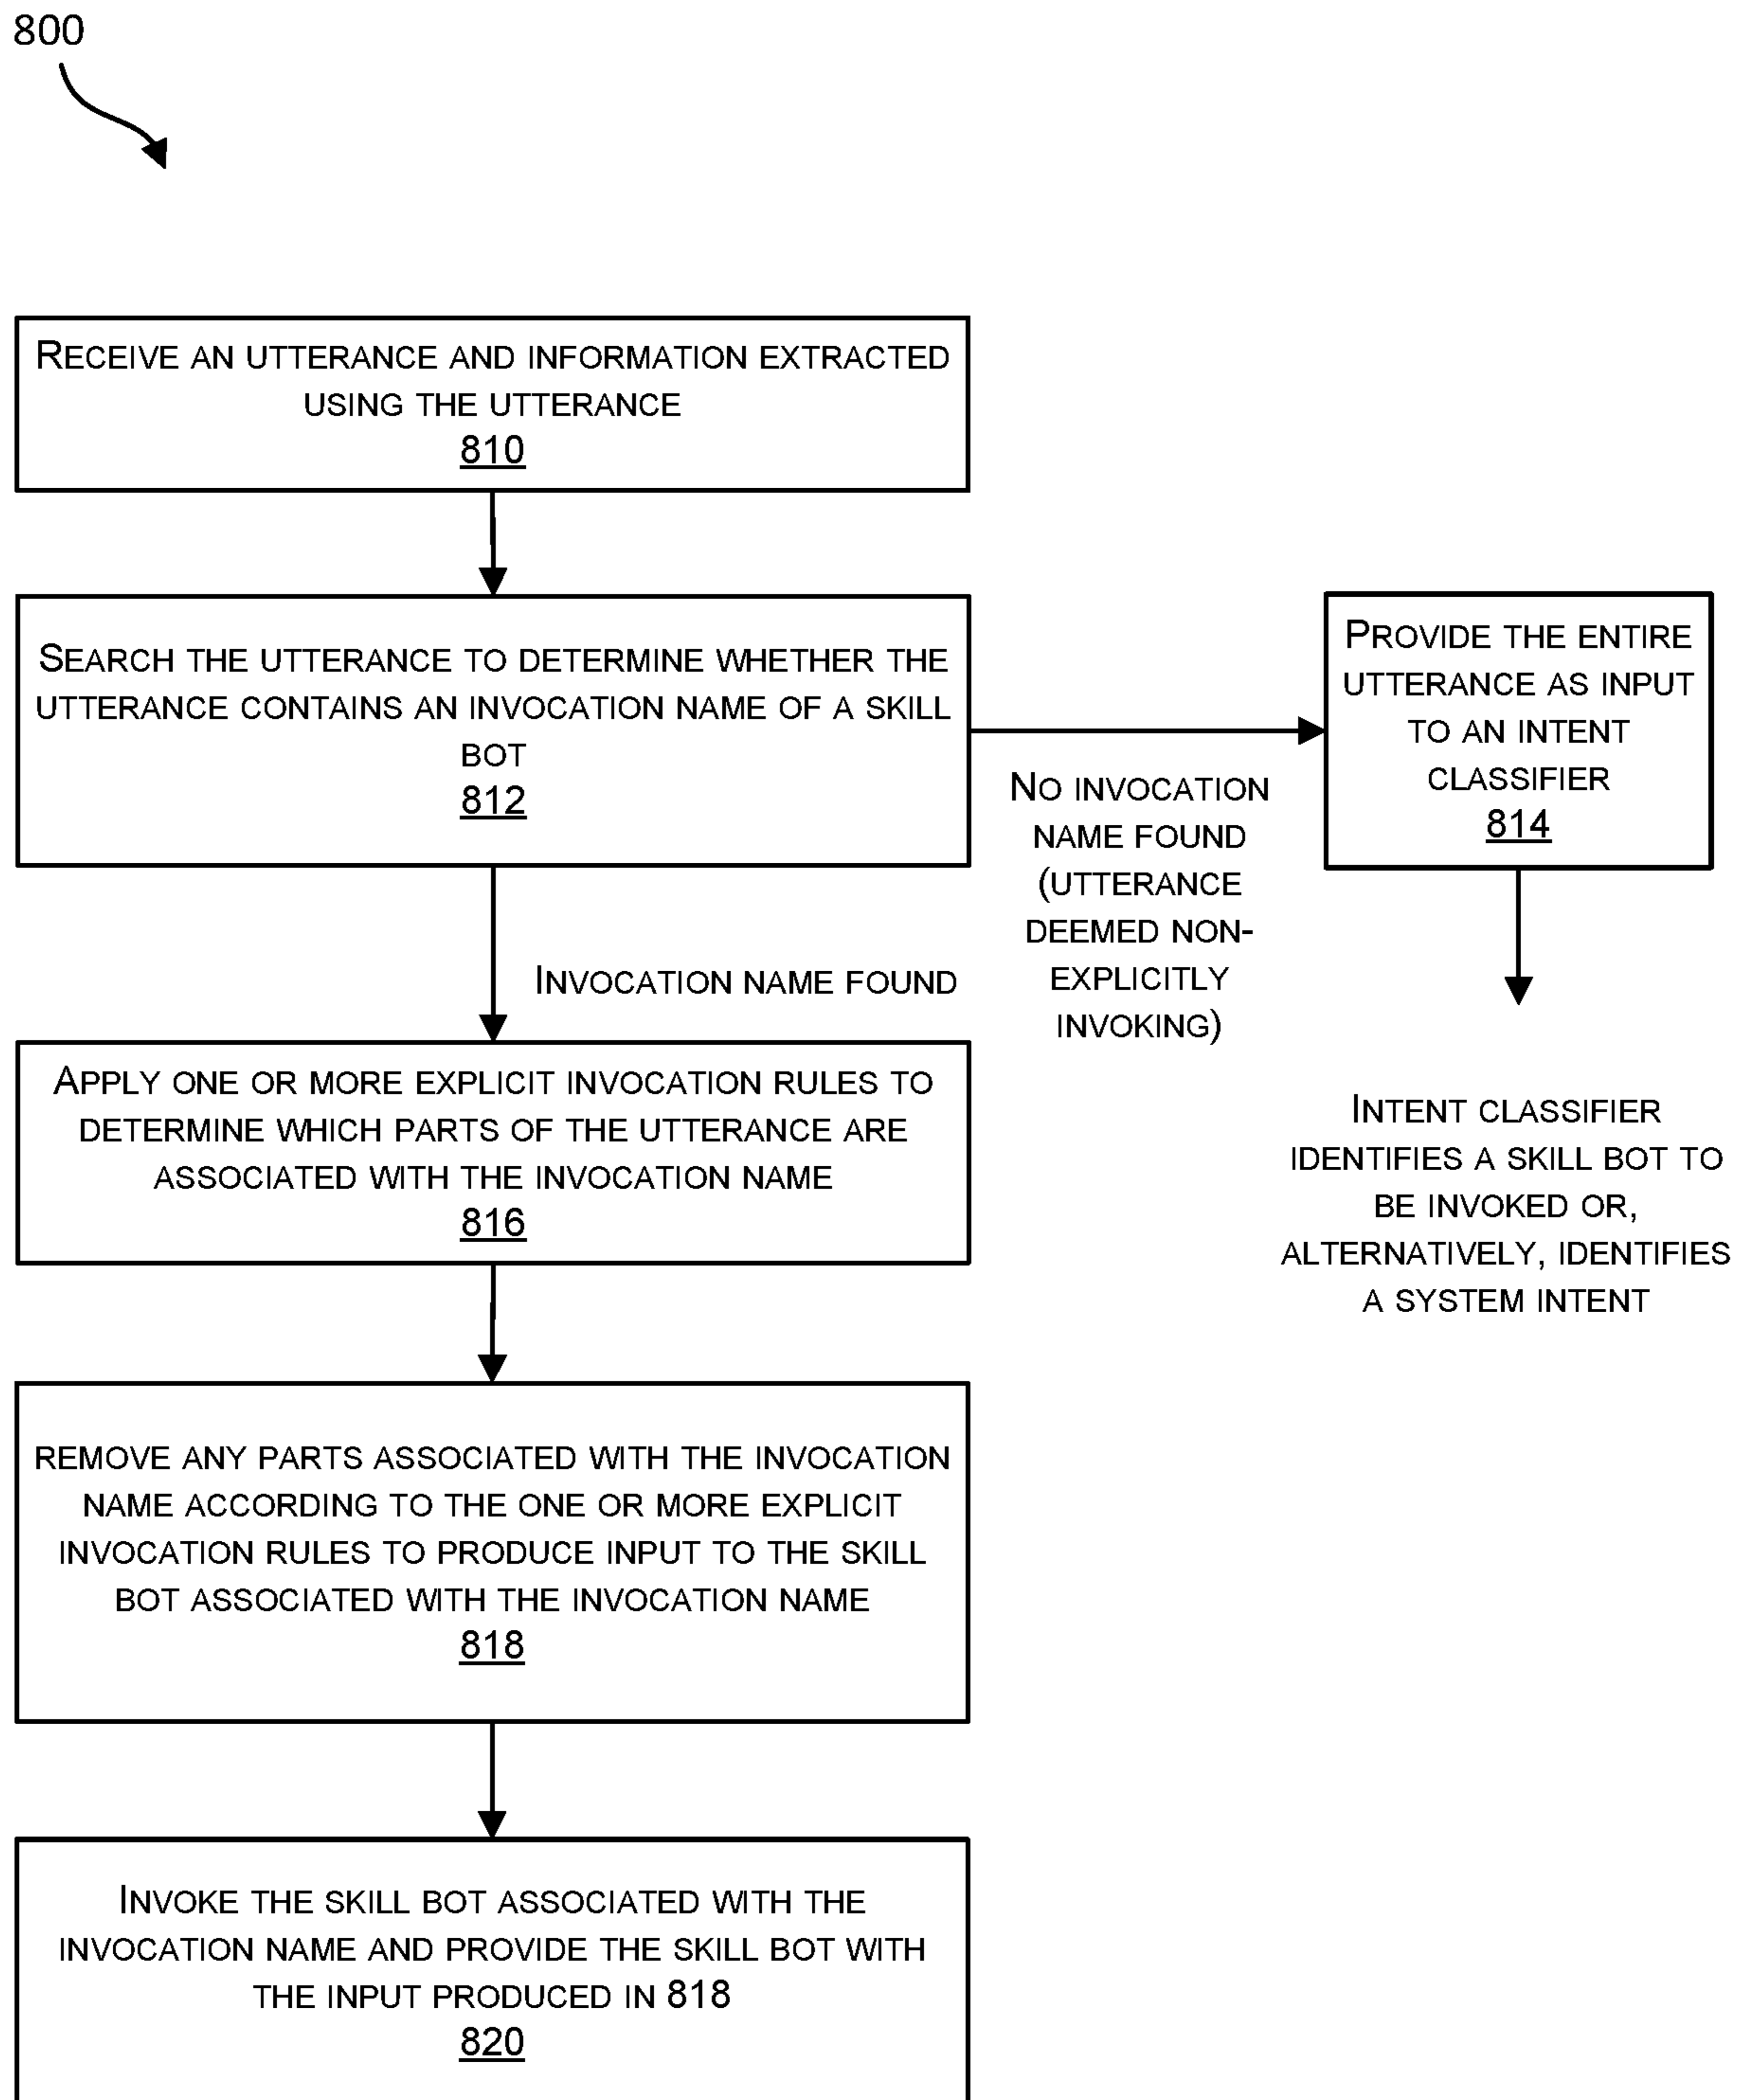 800
RECEIVE AN UTTERANCE AND INFORMATION EXTRACTED
USING THE UTTERANCE
810
SEARCH THE UTTERANCE TO DETERMINE WHETHER THE
UTTERANCE CONTAINS AN INVOCATION NAME OF A SKILL
BOT
812
NO INVOCATION
NAME FOUND
(UTTERANCE
DEEMED NON-
EXPLICITLY
INVOKING)
PROVIDE THE ENTIRE
UTTERANCE AS INPUT
TO AN INTENT
CLASSIFIER
814
INTENT CLASSIFIER
IDENTIFIES A SKILL BOT TO
BE INVOKED OR,
ALTERNATIVELY, IDENTIFIES
A SYSTEM INTENT
INVOCATION NAME FOUND
APPLY ONE OR MORE EXPLICIT INVOCATION RULES TO
DETERMINE WHICH PARTS OF THE UTTERANCE ARE
ASSOCIATED WITH THE INVOCATION NAME
816
REMOVE ANY PARTS ASSOCIATED WITH THE INVOCATION
NAME ACCORDING TO THE ONE OR MORE EXPLICIT
INVOCATION RULES TO PRODUCE INPUT TO THE SKILL
BOT ASSOCIATED WITH THE INVOCATION NAME
818
INVOKE THE SKILL BOT ASSOCIATED WITH THE
INVOCATION NAME AND PROVIDE THE SKILL BOT WITH
THE INPUT PRODUCED IN 818
820